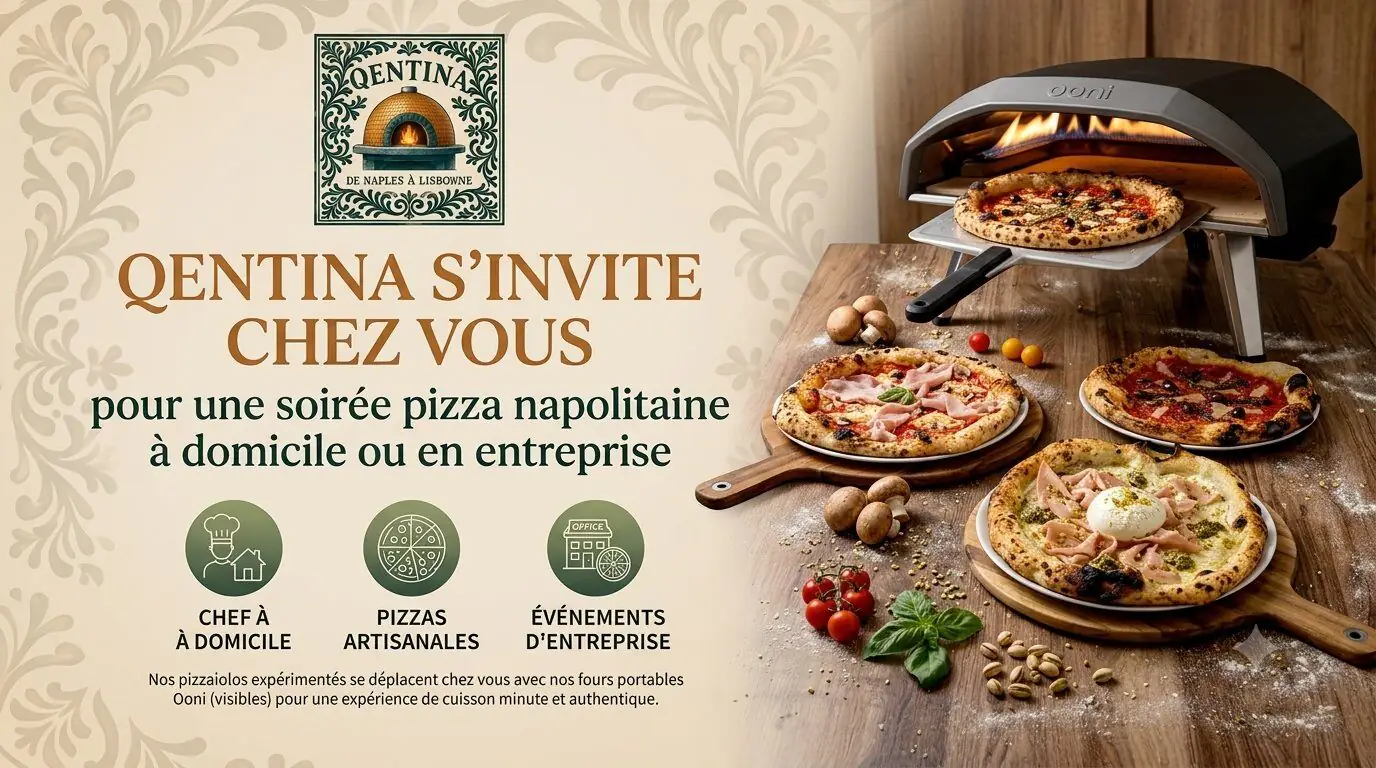 QENTINA
DE NAPLES À LISBOWNE
QENTINA S'INVITE
CHEZ VOUS
pour une soirée pizza napolitaine
à domicile ou en entreprise
CHEF À
À DOMICILE
PIZZAS
ARTISANALES
OFFICE
ÉVÉNEMENTS
D'ENTREPRISE
Nos pizzaiolos expérimentés se déplacent chez vous avec nos fours portables
Ooni (visibles) pour une expérience de cuisson minute et authentique.
ooni